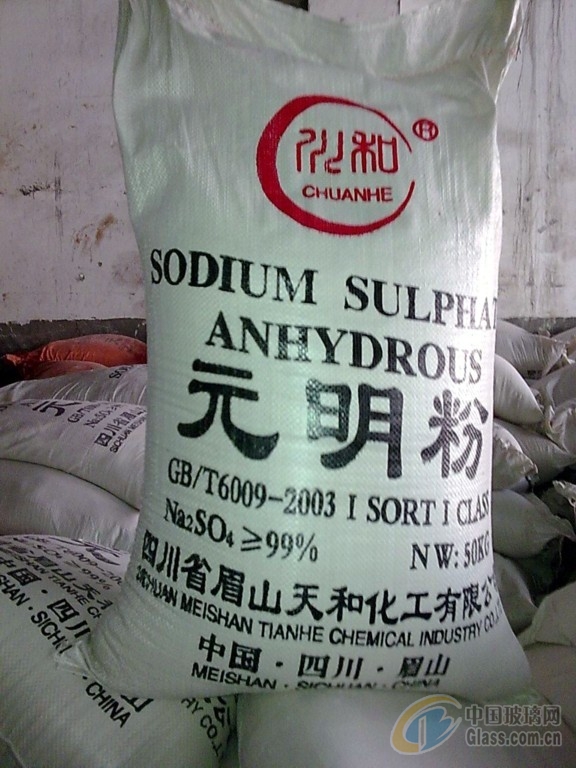 川和 ®
CHUANHE
SODIUM SULPHAT
ANHYDROUS
元明粉
GB/T6009-2003 I SORT I CLASS
Na₂SO₄≥99% NW: 50KG
四川省眉山天和化工有限公
SICHUAN MEISHAN TIANHE CHEMICAL INDUSTRY CO.,
中国·四川·眉山
MEISHAN · SICHUAN · CHINA
中国玻璃网
Glass.com.cn